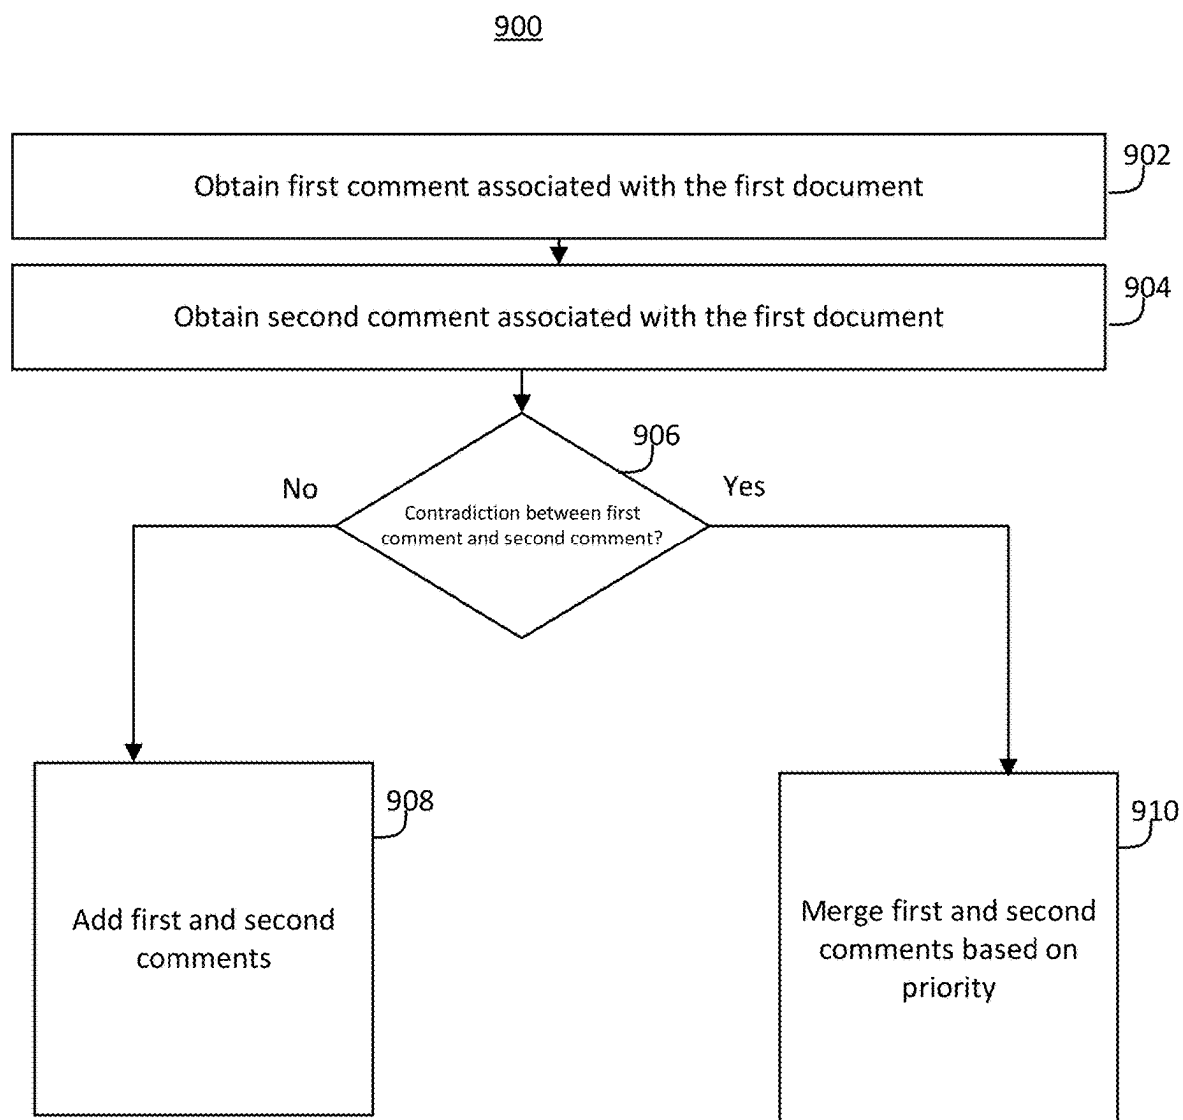 900
902
Obtain first comment associated with the first document
904
Obtain second comment associated with the first document
906
No
Yes
Contradiction between first
comment and second comment?
908
910
Add first and second
comments
Merge first and second
comments based on
priority